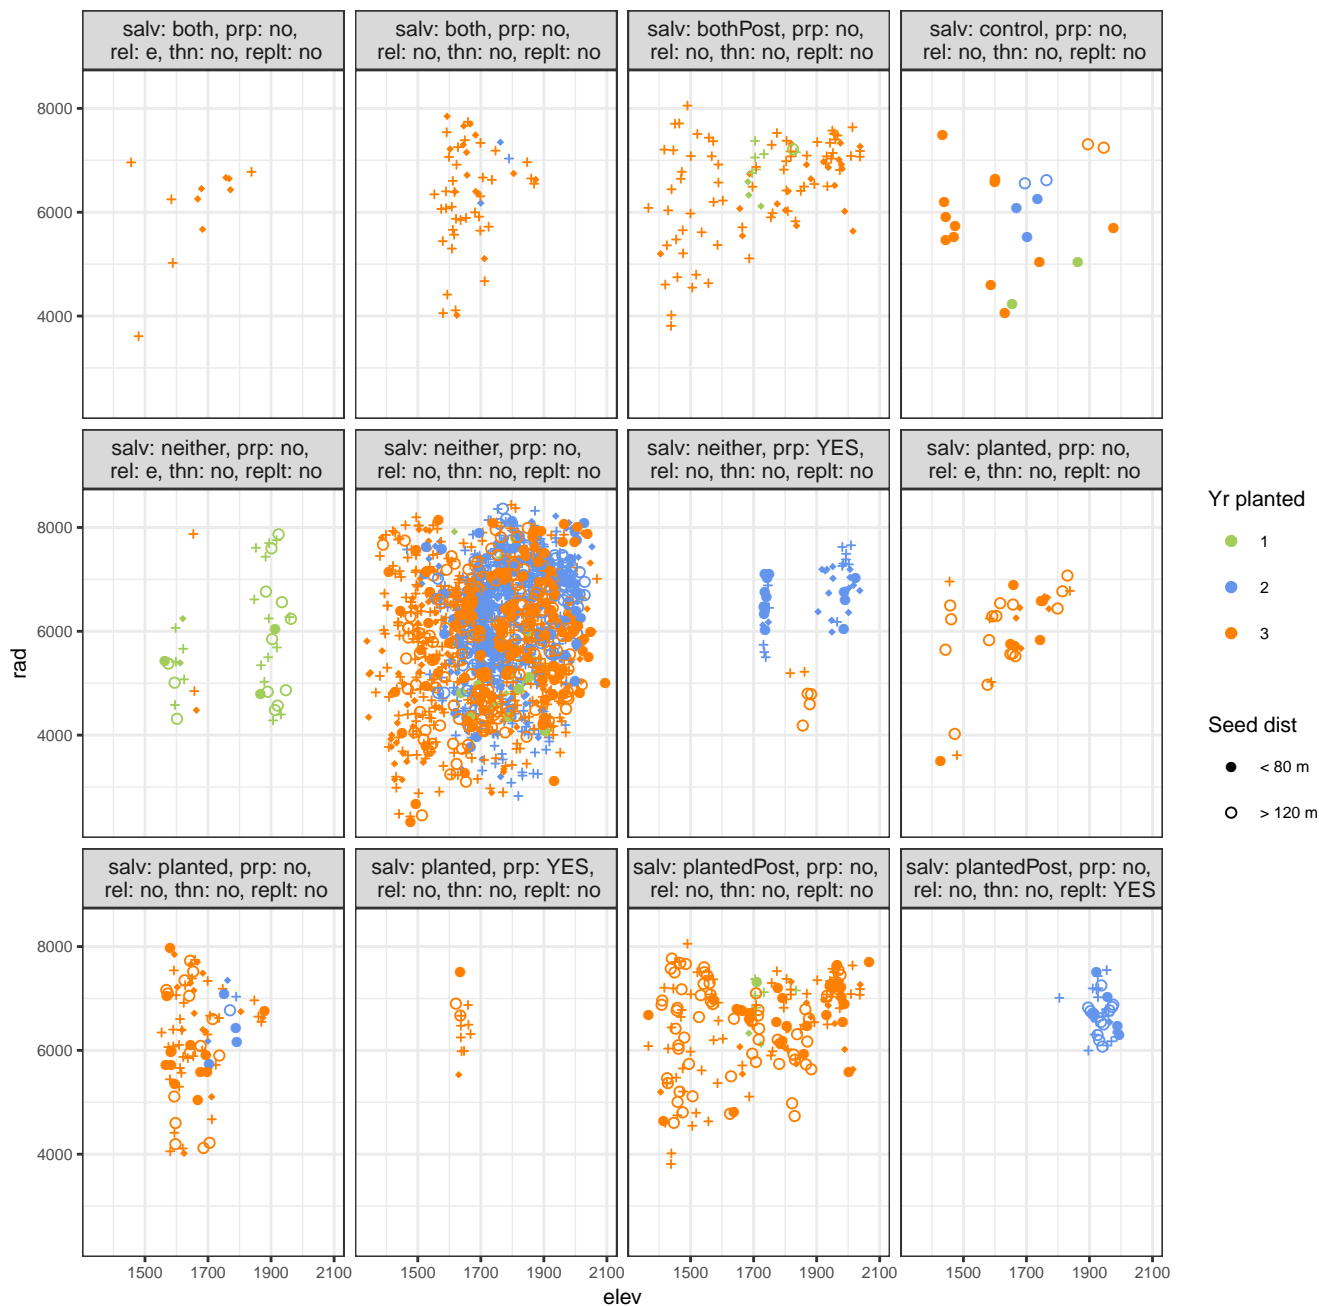 salv: both, prp: no,
rel: e, thn: no, replt: no
salv: both, prp: no,
rel: no, thn: no, replt: no
salv: bothPost, prp: no,
rel: no, thn: no, replt: no
salv: control, prp: no,
rel: no, thn: no, replt: no
8000
6000
4000
salv: neither, prp: no,
rel: e, thn: no, replt: no
salv: neither, prp: no,
rel: no, thn: no, replt: no
salv: neither, prp: YES,
rel: no, thn: no, replt: no
salv: planted, prp: no,
rel: e, thn: no, replt: no
8000
6000
4000
rad
salv: planted, prp: no,
rel: no, thn: no, replt: no
salv: planted, prp: YES,
rel: no, thn: no, replt: no
salv: plantedPost, prp: no,
rel: no, thn: no, replt: no
salv: plantedPost, prp: no,
rel: no, thn: no, replt: YES
8000
6000
4000
1500 1700 1900 2100
1500 1700 1900 2100
1500 1700 1900 2100
1500 1700 1900 2100
elev
Yr planted
1
2
3
Seed dist
< 80 m
> 120 m